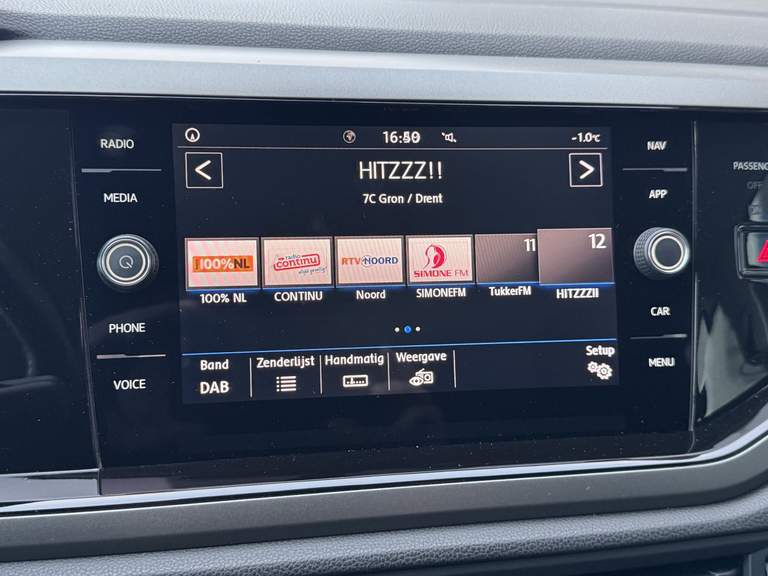 RADIO
MEDIA
PHONE
VOICE
-1.0°c
<
HITZZZ!!
>
7C Gron / Drent
100%NL
radio
continu
RTV NOORD
SIMONE FM
11
12
100% NL
CONTINU
Noord
SIMONEFM
TukkerFM
HITZZZ!!
Band
DAB
Zenderlijst
Handmatig
Weergave
Setup
NAV
APP
CAR
MENU
PASSENG
OFF